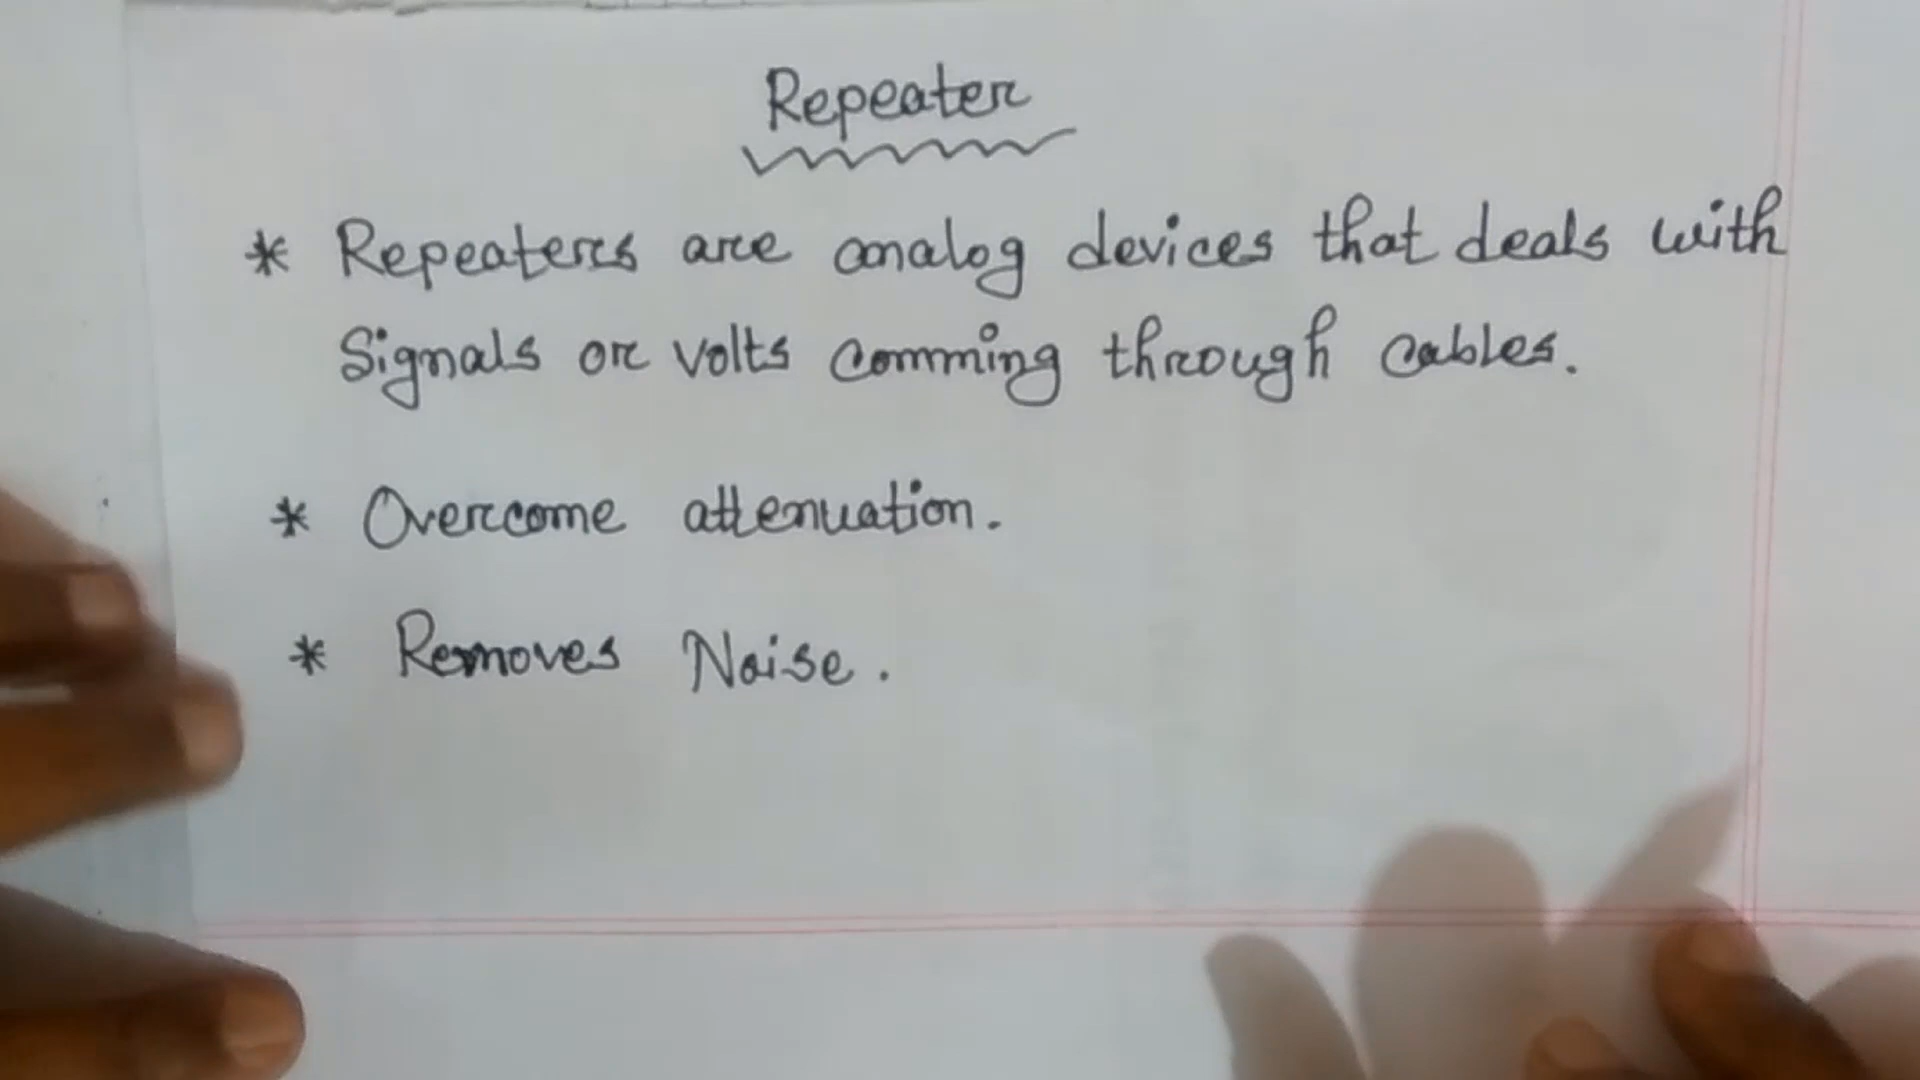 Repeater
* Repeaters are analog devices that deals with
Signals or volts comming through cables.
* Overcome attenuation.
* Removes Noise.